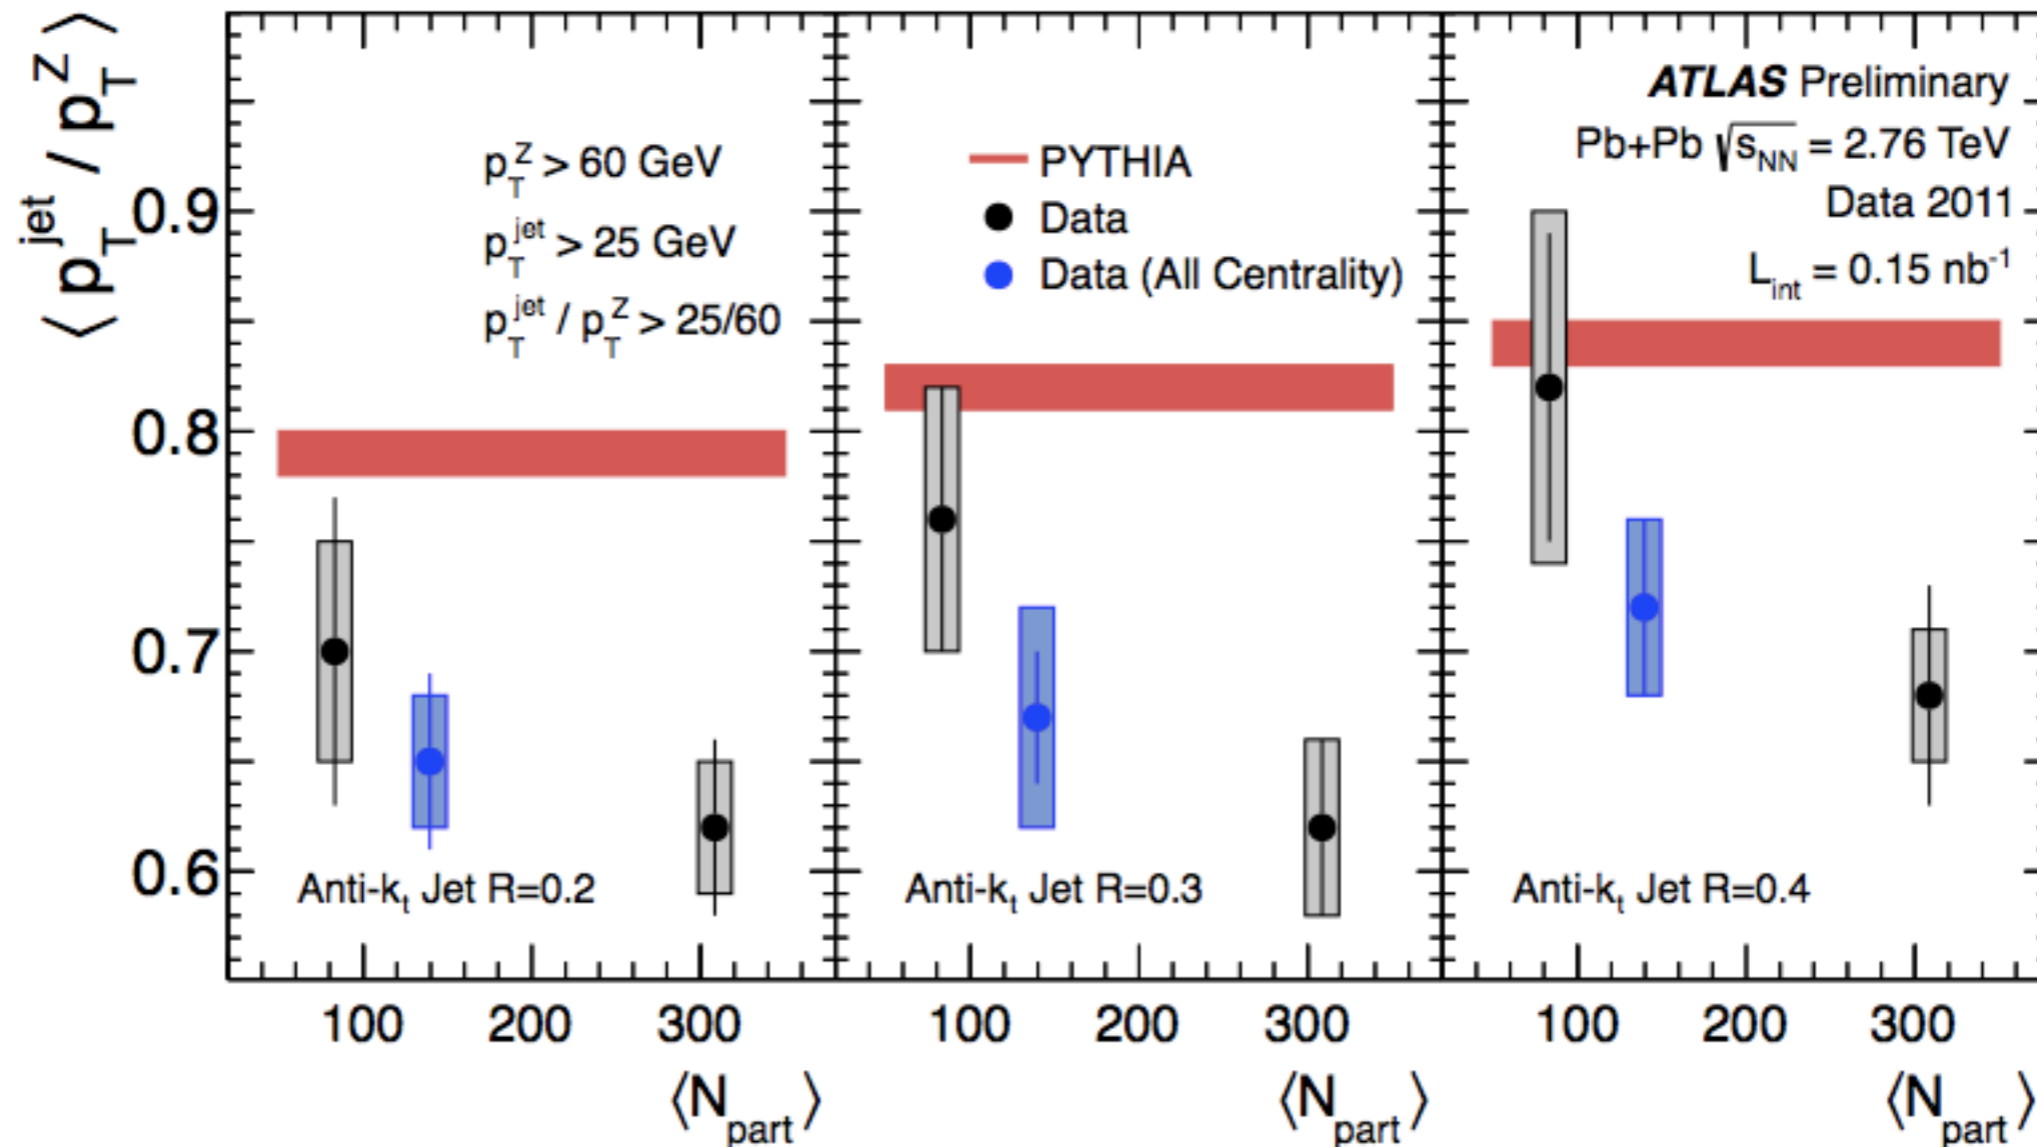 ⟨ p_T^jet / p_T^Z ⟩
0.9
0.8
0.7
0.6
p_T^Z > 60 GeV
p_T^jet > 25 GeV
p_T^jet / p_T^Z > 25/60
Anti-k_t Jet R=0.2
100 200 300
⟨N_part⟩
PYTHIA
Data
Data (All Centrality)
Anti-k_t Jet R=0.3
100 200 300
⟨N_part⟩
ATLAS Preliminary
Pb+Pb √s_NN = 2.76 TeV
Data 2011
L_int = 0.15 nb^-1
Anti-k_t Jet R=0.4
100 200 300
⟨N_part⟩